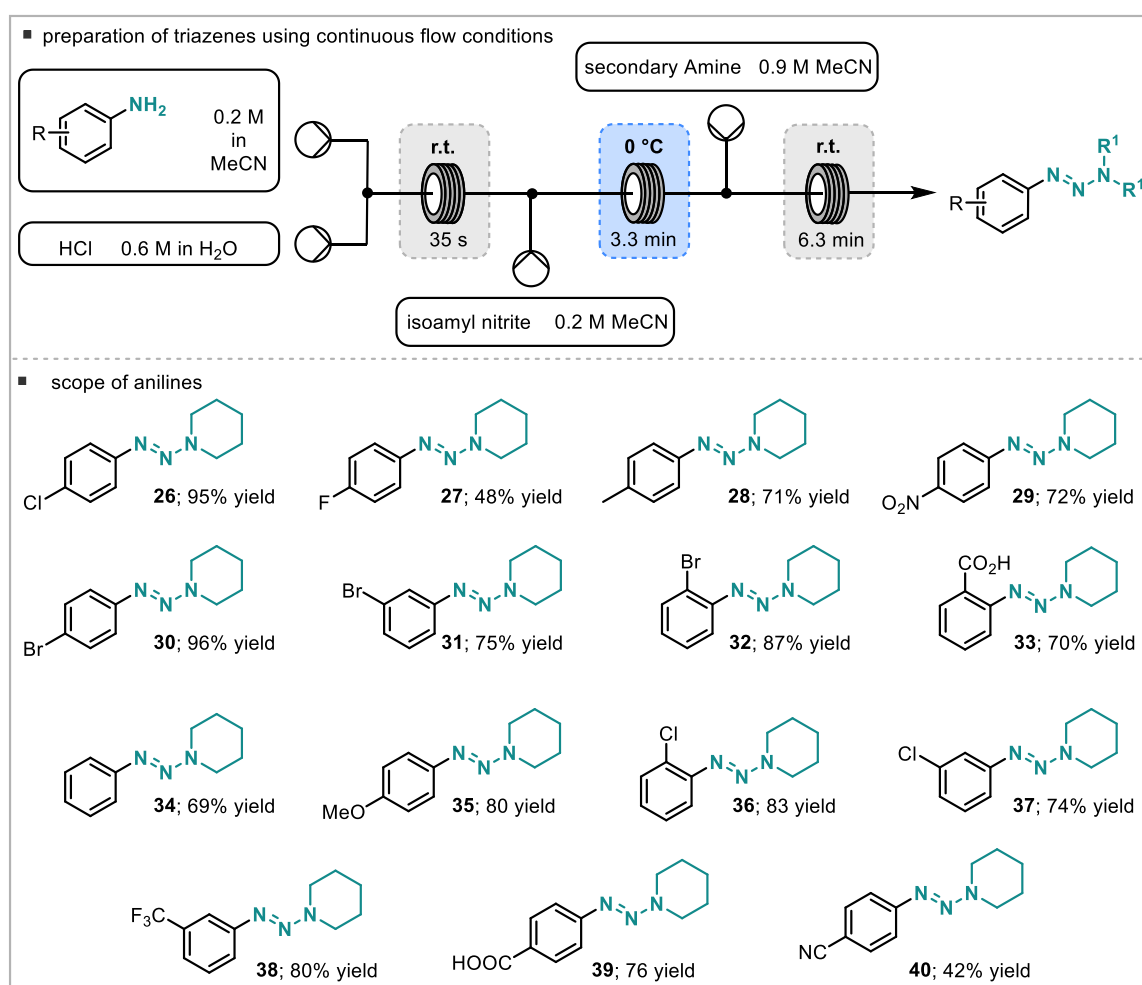 preparation of triazenes using continuous flow conditions
secondary Amine 0.9 M MeCN
NH2
R
0.2 M
in
MeCN
HCl 0.6 M in H2O
r.t.
35 s
0 °C
3.3 min
r.t.
6.3 min
isoamyl nitrite 0.2 M MeCN
R1
N N N R1
R
scope of anilines
N N N
Cl
26; 95% yield
N N N
F
27; 48% yield
N N N
28; 71% yield
N N N
O2N
29; 72% yield
N N N
Br
30; 96% yield
Br
N N N
31; 75% yield
Br
N N N
32; 87% yield
CO2H
N N N
33; 70% yield
N N N
34; 69% yield
N N N
MeO
35; 80 yield
Cl
N N N
36; 83 yield
Cl
N N N
37; 74% yield
F3C
N N N
38; 80% yield
N N N
HOOC
39; 76 yield
N N N
NC
40; 42% yield